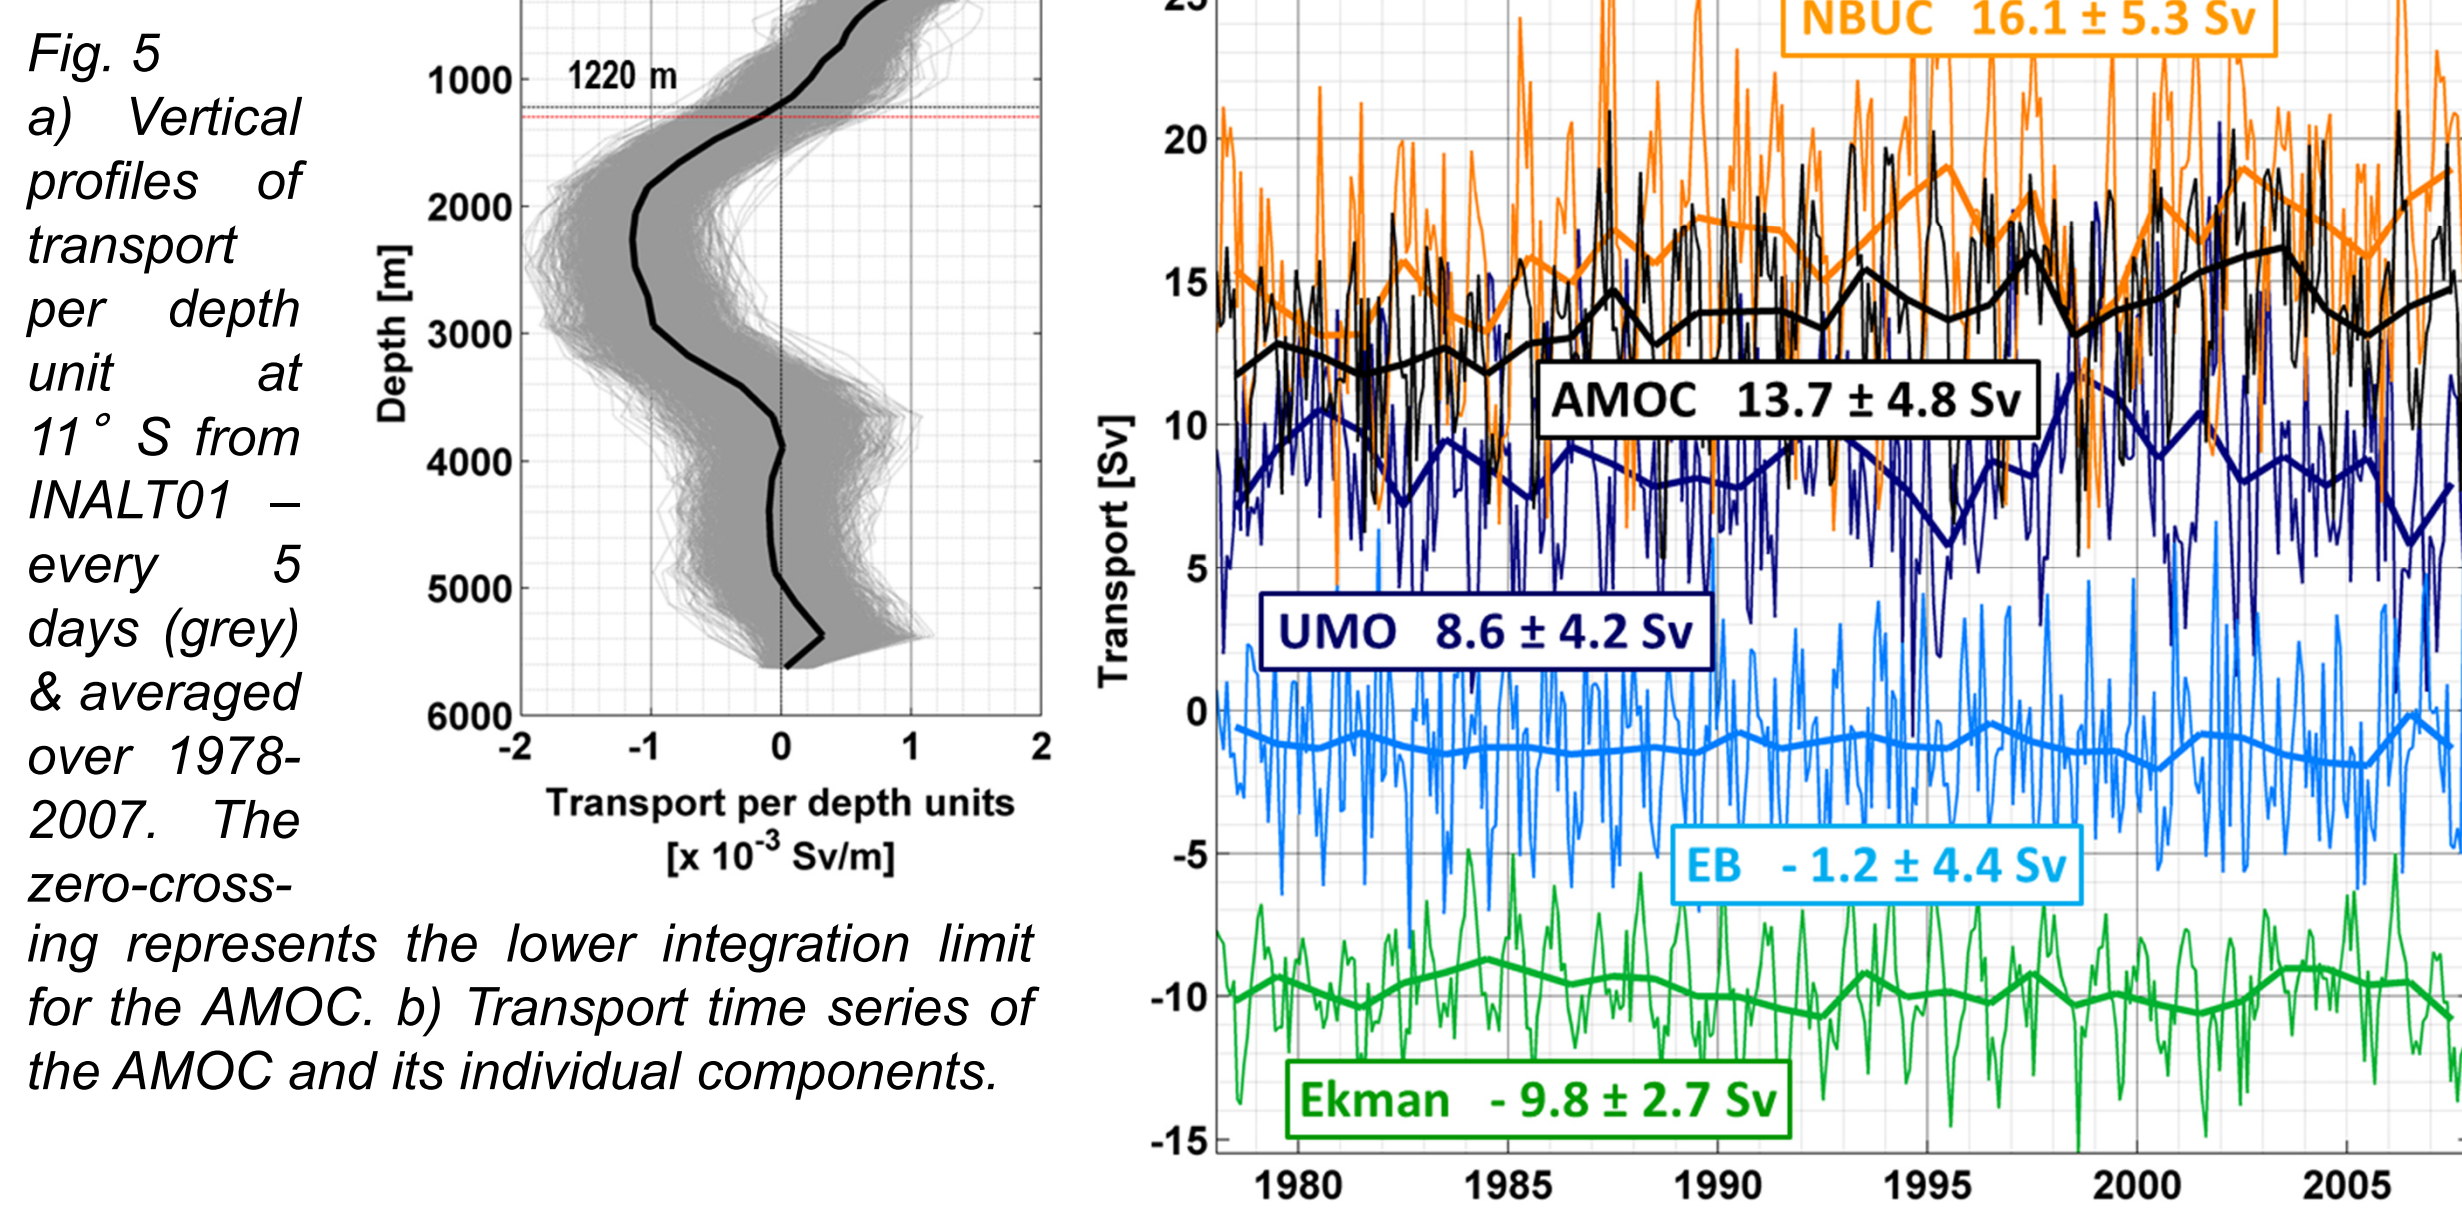 Fig. 5
a) Vertical
profiles of
transport
per depth
unit at
11° S from
INALT01 –
every 5
days (grey)
& averaged
over 1978-
2007. The
zero-cross-
ing represents the lower integration limit
for the AMOC. b) Transport time series of
the AMOC and its individual components.
1220 m
1000
2000
3000
4000
5000
6000
Depth [m]
-2 -1 0 1 2
Transport per depth units
[x 10⁻³ Sv/m]
25
20
15
10
5
0
-5
-10
-15
Transport [Sv]
NBUC 16.1 ± 5.3 Sv
AMOC 13.7 ± 4.8 Sv
UMO 8.6 ± 4.2 Sv
EB - 1.2 ± 4.4 Sv
Ekman - 9.8 ± 2.7 Sv
1980 1985 1990 1995 2000 2005